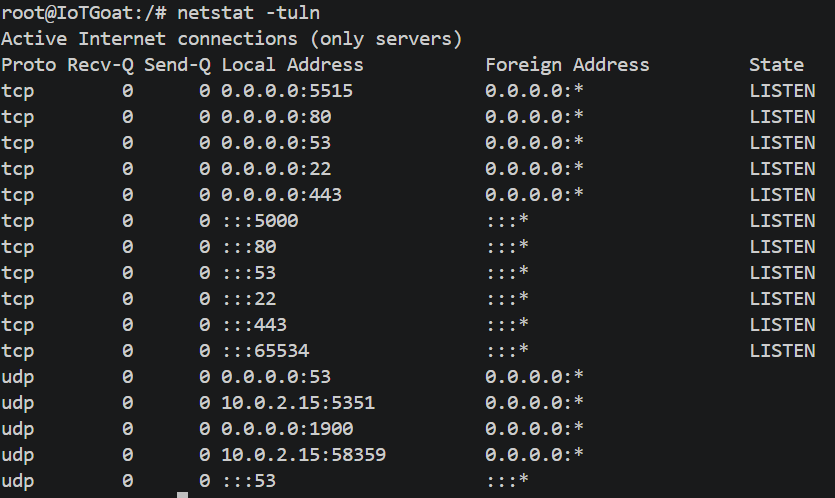 root@IoTGoat:/# netstat -tuln
Active Internet connections (only servers)
Proto Recv-Q Send-Q Local Address           Foreign Address         State
tcp        0      0 0.0.0.0:5515            0.0.0.0:*               LISTEN
tcp        0      0 0.0.0.0:80              0.0.0.0:*               LISTEN
tcp        0      0 0.0.0.0:53              0.0.0.0:*               LISTEN
tcp        0      0 0.0.0.0:22              0.0.0.0:*               LISTEN
tcp        0      0 0.0.0.0:443             0.0.0.0:*               LISTEN
tcp        0      0 :::5000                 :::*                    LISTEN
tcp        0      0 :::80                   :::*                    LISTEN
tcp        0      0 :::53                   :::*                    LISTEN
tcp        0      0 :::22                   :::*                    LISTEN
tcp        0      0 :::443                  :::*                    LISTEN
tcp        0      0 :::65534                :::*                    LISTEN
udp        0      0 0.0.0.0:53              0.0.0.0:*
udp        0      0 10.0.2.15:5351          0.0.0.0:*
udp        0      0 0.0.0.0:1900            0.0.0.0:*
udp        0      0 10.0.2.15:58359         0.0.0.0:*
udp        0      0 :::53                   :::*